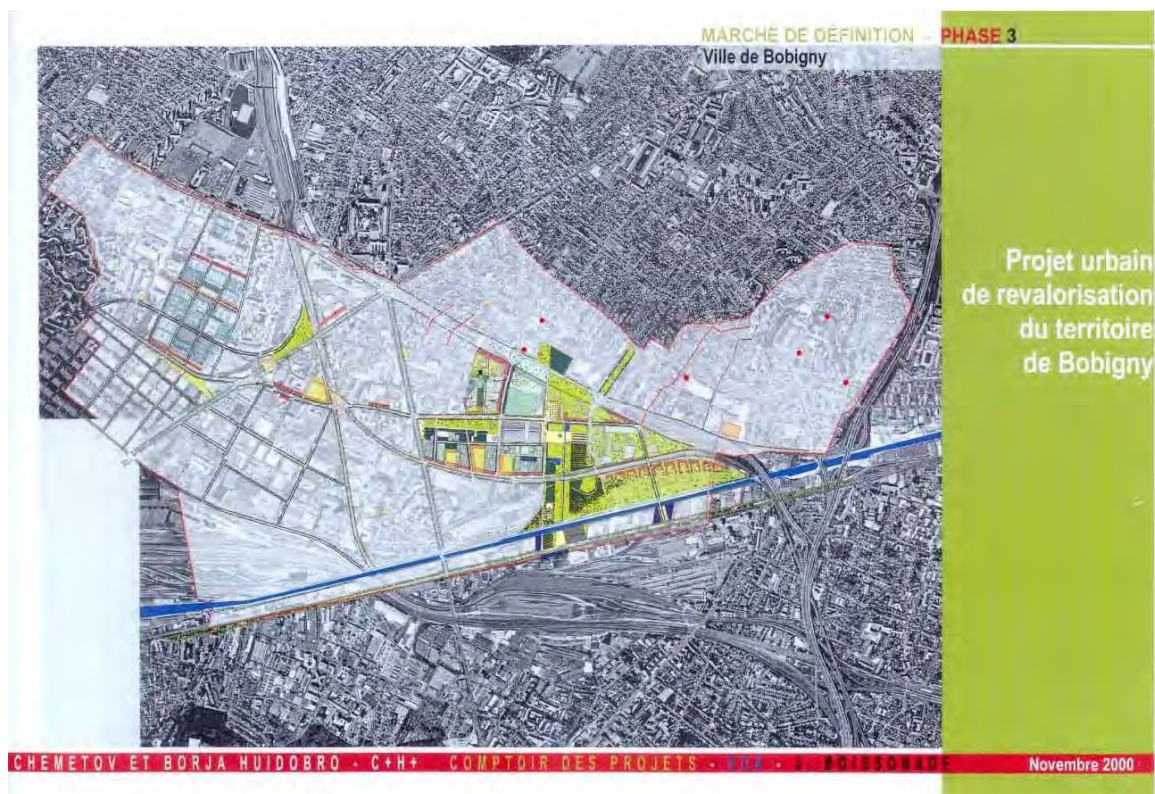 MARCHÉ DE DÉFINITION - PHASE 3
Ville de Bobigny
Projet urbain
de revalorisation
du territoire
de Bobigny
CHEMETOV ET BORJA HUIDOBRO - C+H+ COMPTOIR DES PROJETS - - J. BOISSONADE
Novembre 2000